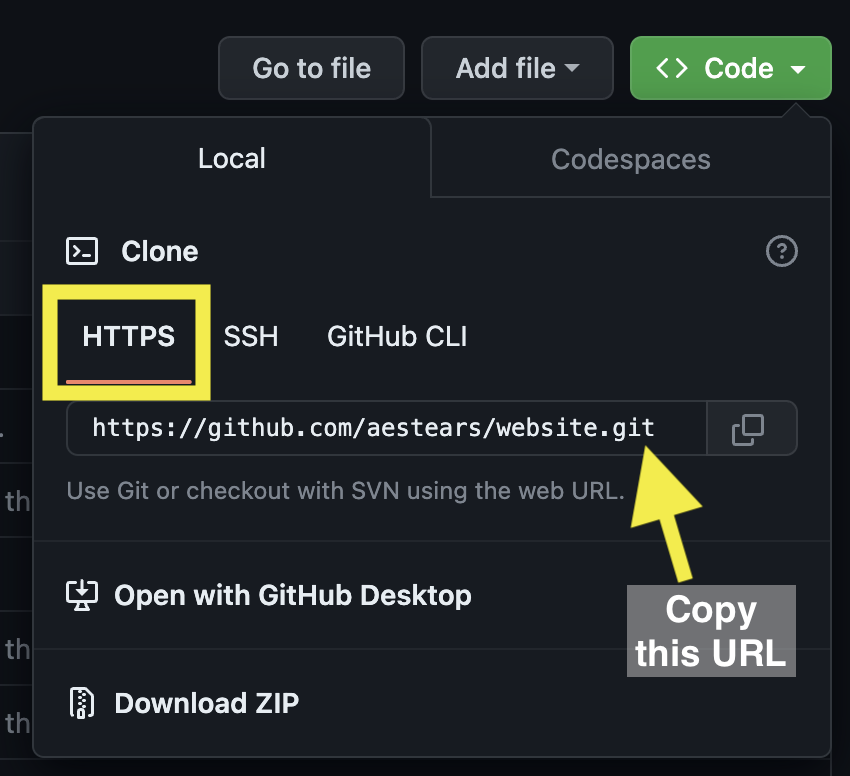 Go to file
Add file
Code
Local
Codespaces
Clone
?
HTTPS
SSH
GitHub CLI
https://github.com/aestears/website.git
Use Git or checkout with SVN using the web URL.
th
Open with GitHub Desktop
Copy
this URL
th
Download ZIP
th